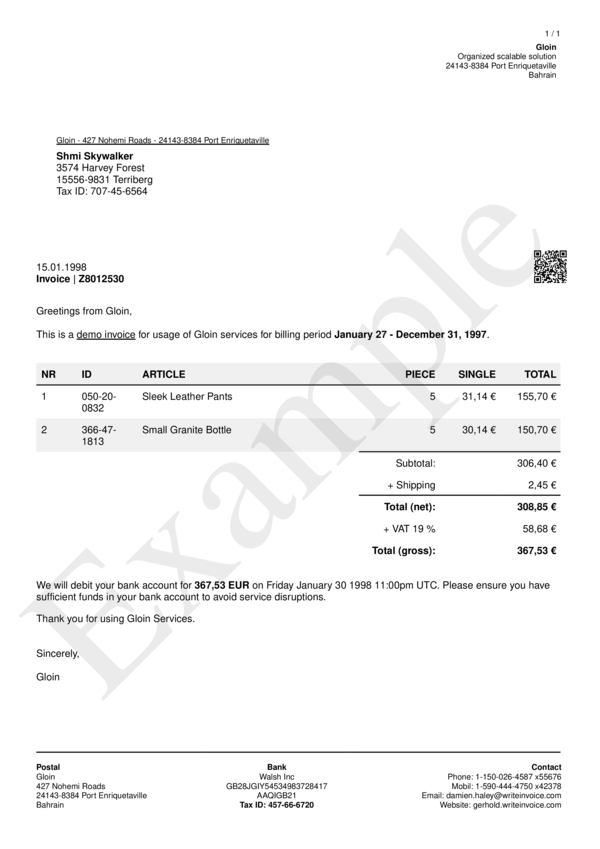 1 / 1
Gloin
Organized scalable solution
24143-8384 Port Enriquetaville
Bahrain
Gloin - 427 Nohemi Roads - 24143-8384 Port Enriquetaville
Shmi Skywalker
3574 Harvey Forest
15556-9831 Terriberg
Tax ID: 707-45-6564
15.01.1998
Invoice | Z8012530
Greetings from Gloin,
This is a demo invoice for usage of Gloin services for billing period January 27 - December 31, 1997.
NR ID ARTICLE PIECE SINGLE TOTAL
1 050-20- Sleek Leather Pants 5 31,14 € 155,70 €
0832
2 366-47- Small Granite Bottle 5 30,14 € 150,70 €
1813
Subtotal: 306,40 €
+ Shipping 2,45 €
Total (net): 308,85 €
+ VAT 19 % 58,68 €
Total (gross): 367,53 €
We will debit your bank account for 367,53 EUR on Friday January 30 1998 11:00pm UTC. Please ensure you have
sufficient funds in your bank account to avoid service disruptions.
Thank you for using Gloin Services.
Sincerely,
Gloin
Example
Postal
Gloin
427 Nohemi Roads
24143-8384 Port Enriquetaville
Bahrain
Bank
Walsh Inc
GB28JGIY54534983728417
AAQIGB21
Tax ID: 457-66-6720
Contact
Phone: 1-150-026-4587 x55676
Mobil: 1-590-444-4750 x42378
Email: damien.haley@writeinvoice.com
Website: gerhold.writeinvoice.com